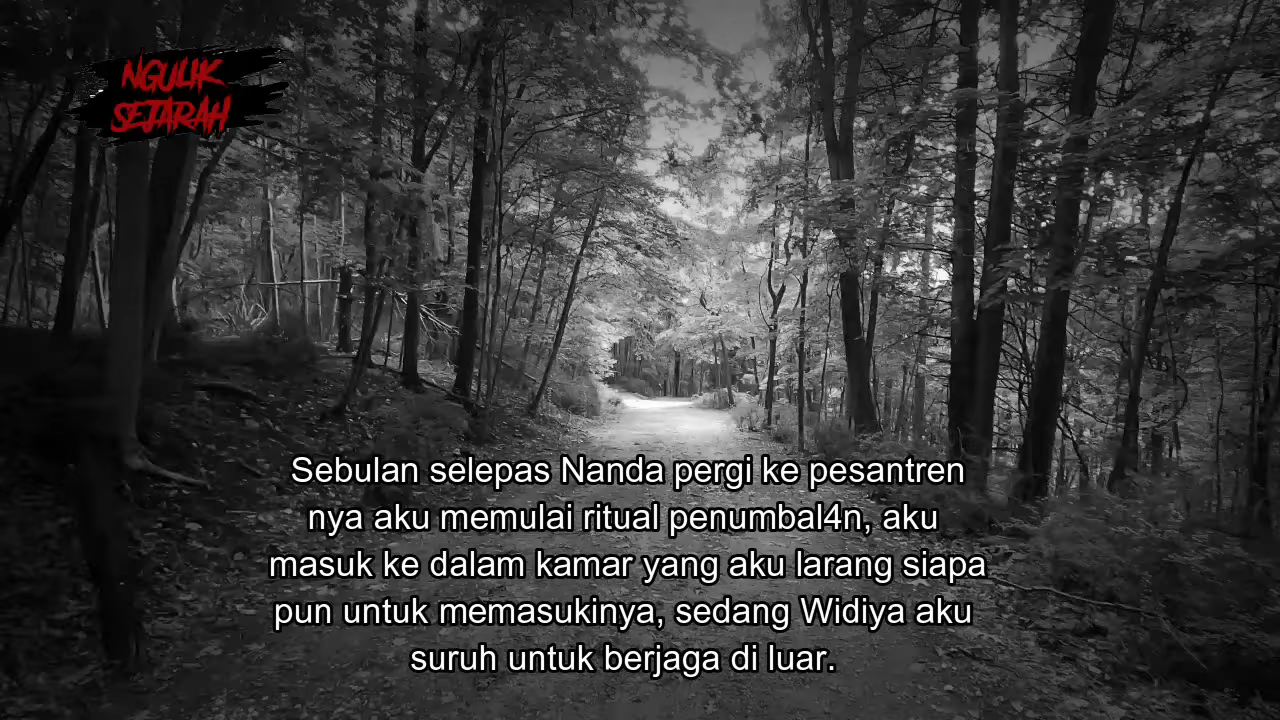 NGULIK
SEJARAH
Sebulan selepas Nanda pergi ke pesantren
nya aku memulai ritual penumbal4n, aku
masuk ke dalam kamar yang aku larang siapa
pun untuk memasukinya, sedang Widiya aku
suruh untuk berjaga di luar.